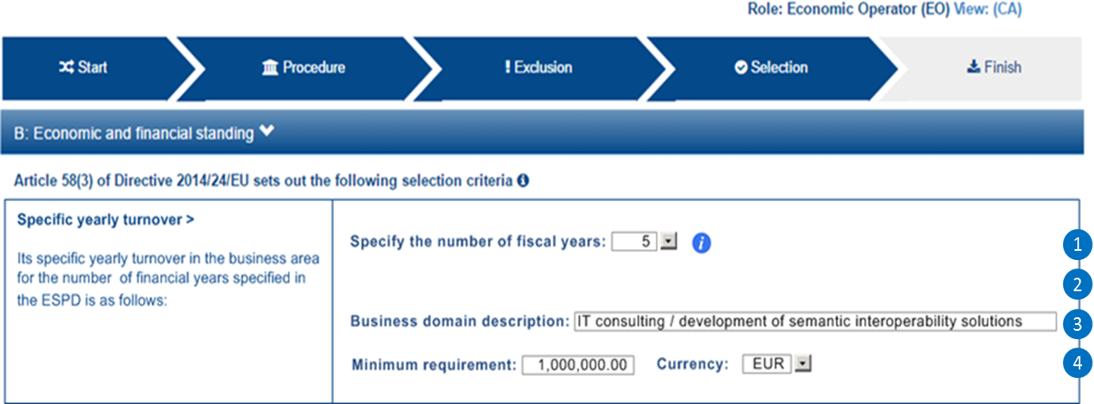 Role: Economic Operator (EO) View: (CA)
Start Procedure Exclusion Selection Finish
B: Economic and financial standing
Article 58(3) of Directive 2014/24/EU sets out the following selection criteria
Specific yearly turnover >
Its specific yearly turnover in the business area
for the number of financial years specified in
the ESPD is as follows:
Specify the number of fiscal years: 5 i 1
2
Business domain description: IT consulting / development of semantic interoperability solutions 3
Minimum requirement: 1,000,000.00 Currency: EUR 4